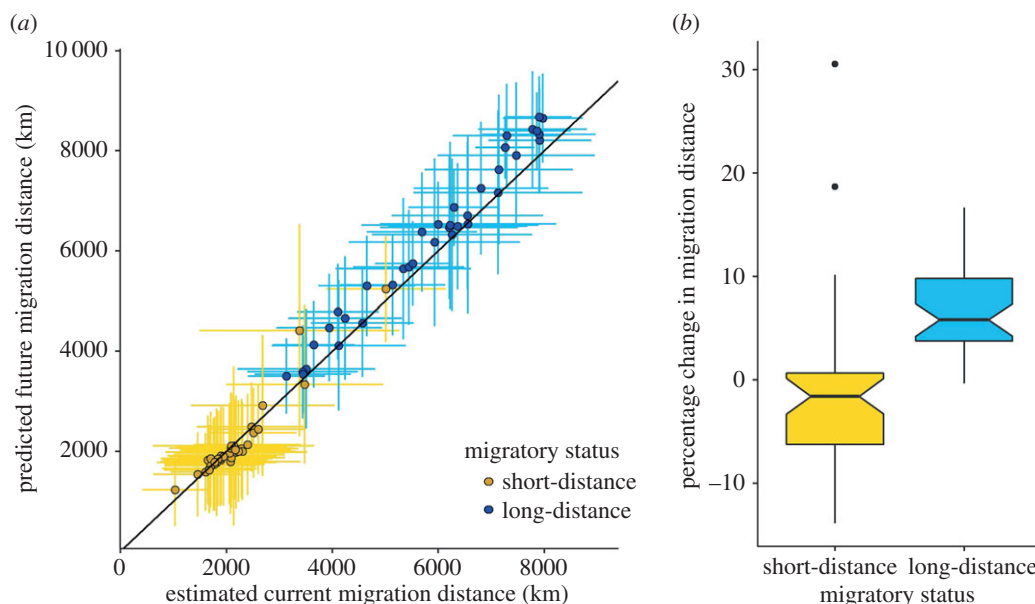 (a)
10 000
8000
6000
4000
2000
0
0 2000 4000 6000 8000
predicted future migration distance (km)
estimated current migration distance (km)
migratory status
short-distance
long-distance
(b)
30
20
10
0
−10
percentage change in migration distance
short-distance long-distance
migratory status